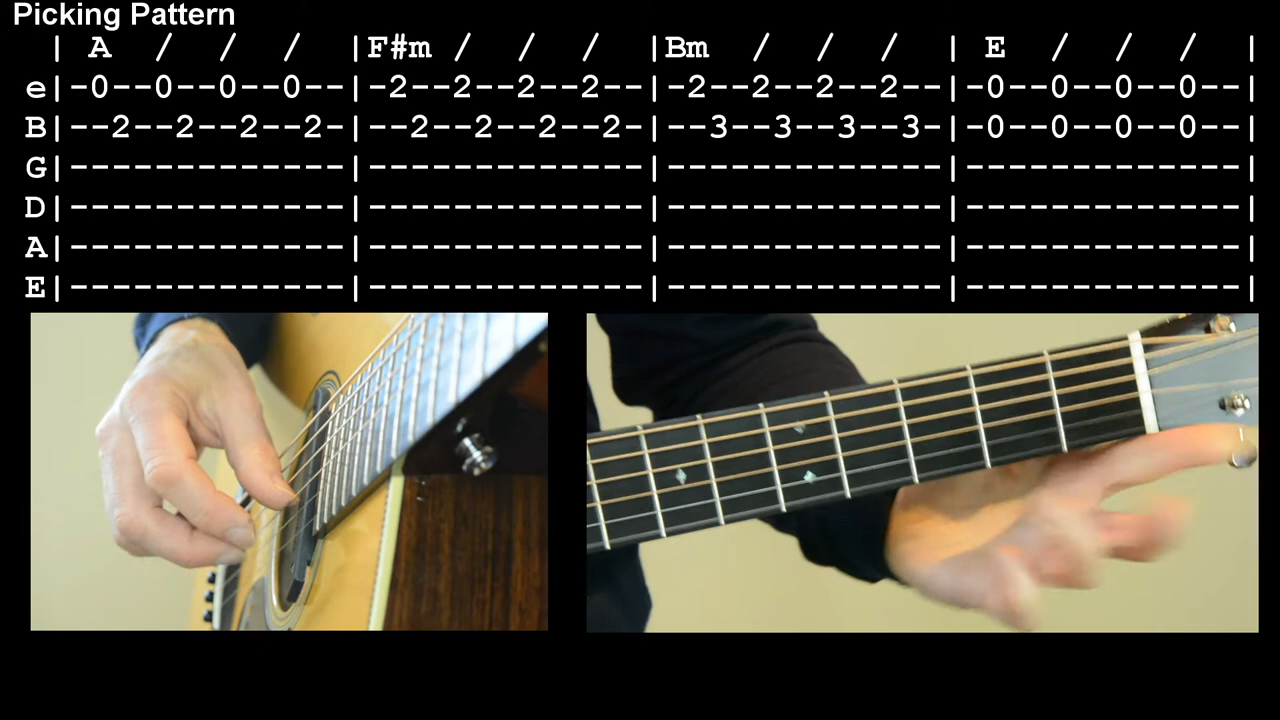 Picking Pattern
| A / / / |F#m / / / |Bm / / / | E / / / |
e|-0--0--0--0--|-2--2--2--2--|-2--2--2--2--|-0--0--0--0--|
B|--2--2--2--2-|--2--2--2--2-|--3--3--3--3-|-0--0--0--0--|
G|-------------|-------------|-------------|-------------|
D|-------------|-------------|-------------|-------------|
A|-------------|-------------|-------------|-------------|
E|-------------|-------------|-------------|-------------|